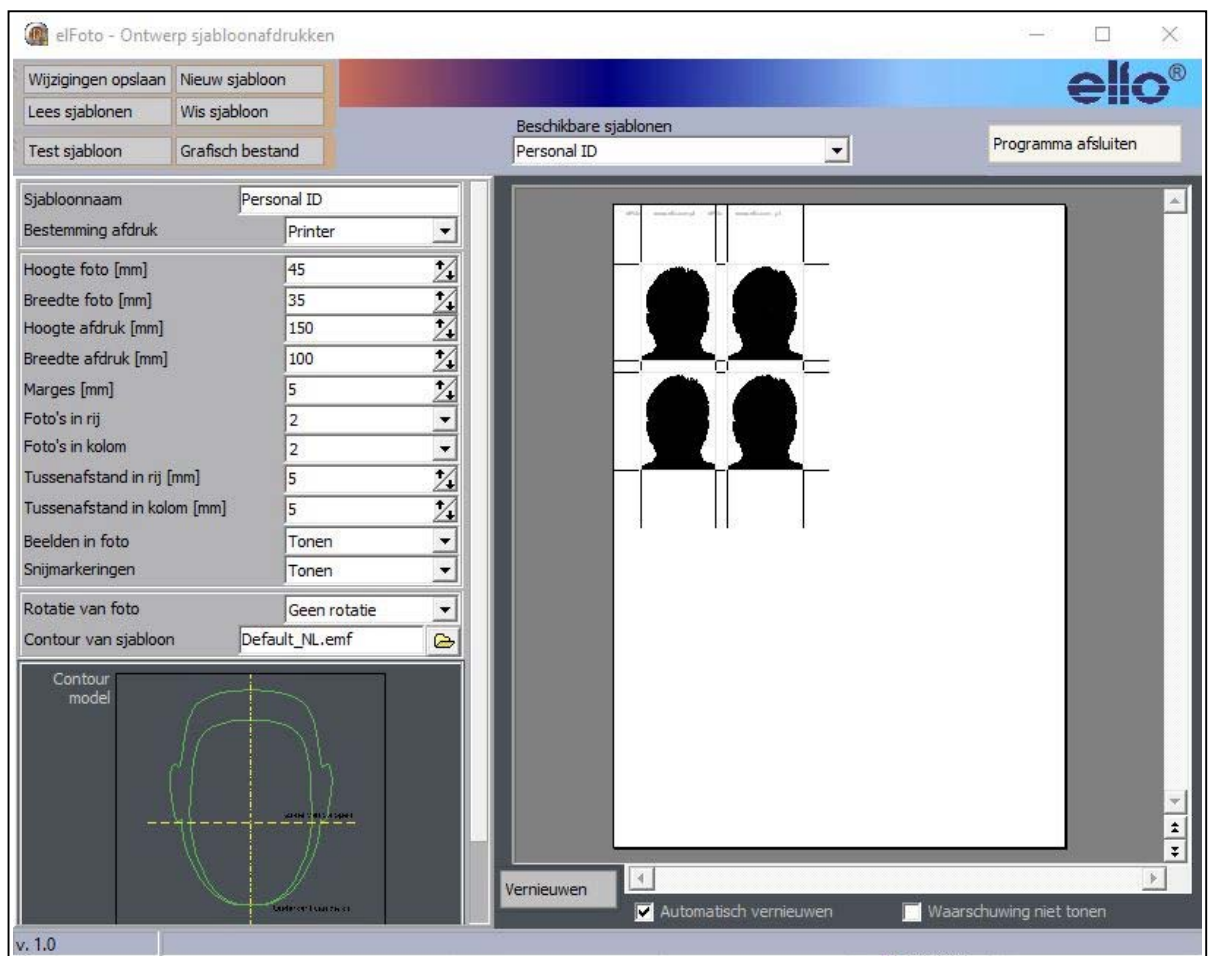 elFoto - Ontwerp sjabloonafdrukken
Wijzigingen opslaan Nieuw sjabloon
Lees sjablonen Wis sjabloon
Test sjabloon Grafisch bestand
elfo®
Beschikbare sjablonen
Personal ID
Programma afsluiten
Sjabloonnaam Personal ID
Bestemming afdruk Printer
Hoogte foto [mm] 45
Breedte foto [mm] 35
Hoogte afdruk [mm] 150
Breedte afdruk [mm] 100
Marges [mm] 5
Foto's in rij 2
Foto's in kolom 2
Tussenafstand in rij [mm] 5
Tussenafstand in kolom [mm] 5
Beelden in foto Tonen
Snijmarkeringen Tonen
Rotatie van foto Geen rotatie
Contour van sjabloon Default_NL.emf
Contour
model
Vernieuwen
Automatisch vernieuwen Waarschuwing niet tonen
v. 1.0